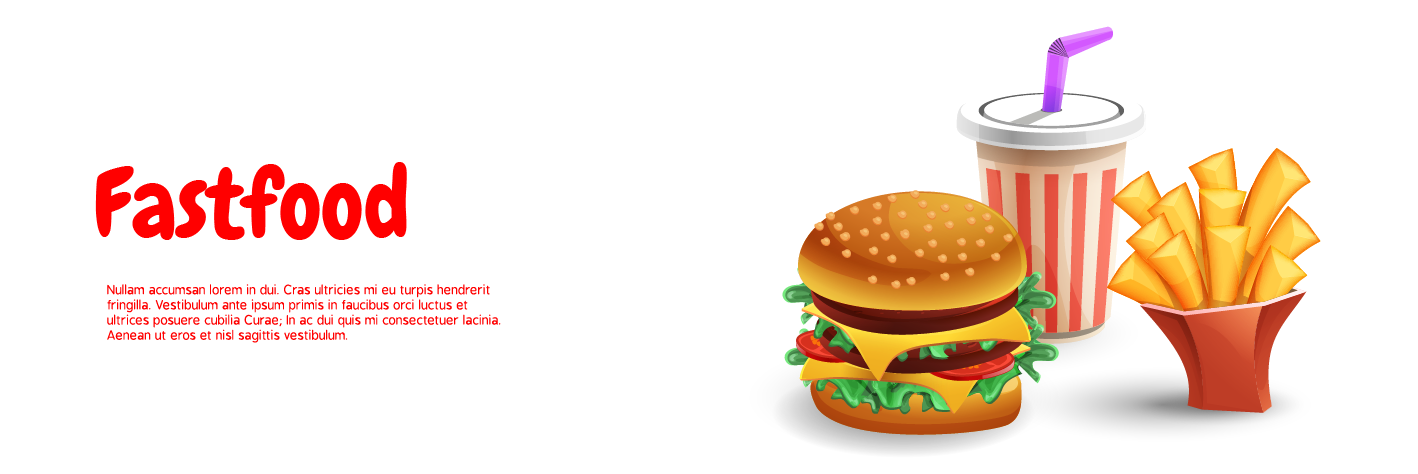 Fastfood
Nullam accumsan lorem in dui. Cras ultricies mi eu turpis hendrerit
fringilla. Vestibulum ante ipsum primis in faucibus orci luctus et
ultrices posuere cubilia Curae; In ac dui quis mi consectetuer lacinia.
Aenean ut eros et nisl sagittis vestibulum.